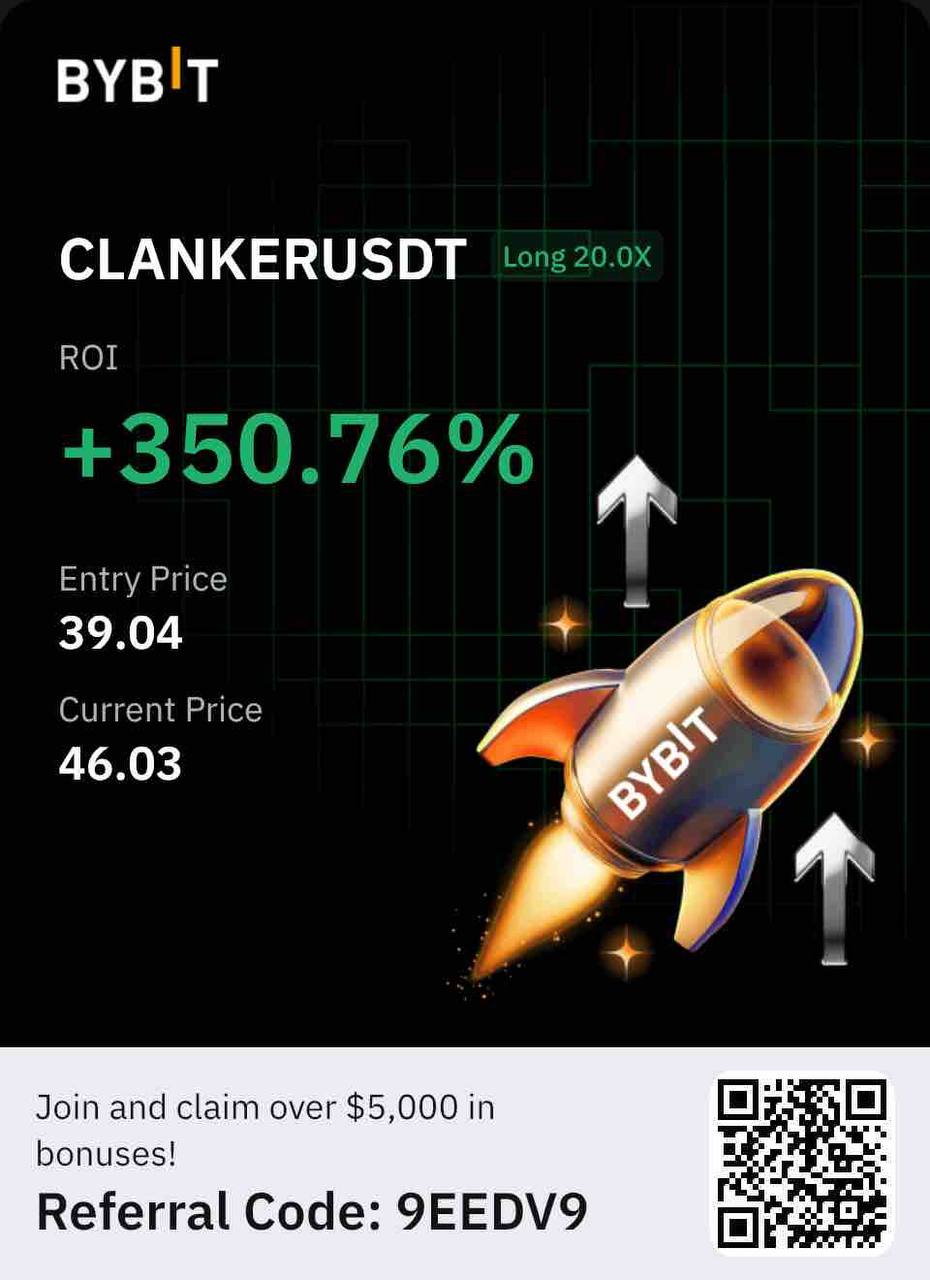 BYBIT
CLANKERUSDT Long 20.0X
ROI
+350.76%
Entry Price
39.04
Current Price
46.03
BYBIT
Join and claim over $5,000 in
bonuses!
Referral Code: 9EEDV9